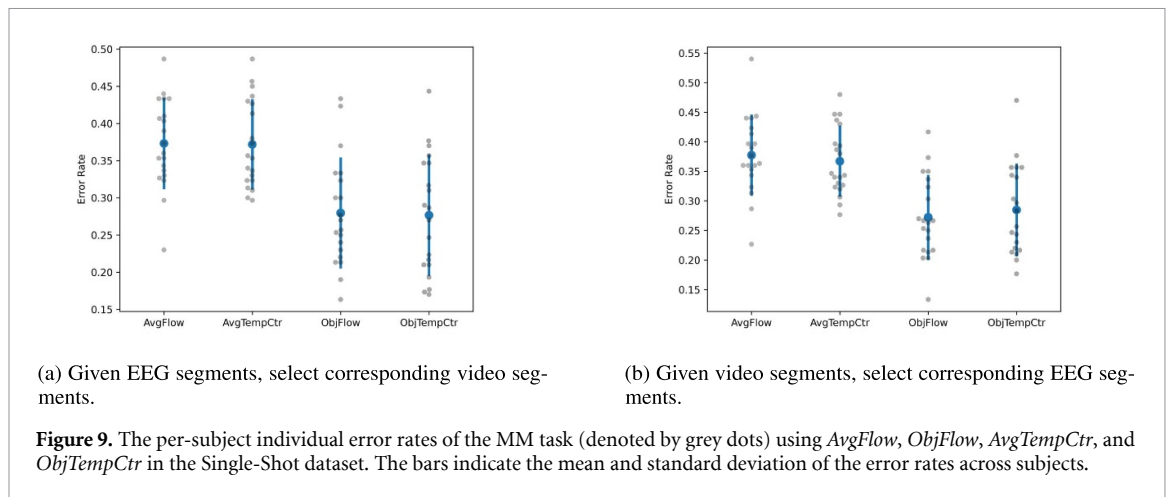 0.50
0.45
0.40
0.35
0.30
0.25
0.20
0.15
Error Rate
AvgFlow AvgTempCtr ObjFlow ObjTempCtr
0.55
0.50
0.45
0.40
0.35
0.30
0.25
0.20
0.15
Error Rate
AvgFlow AvgTempCtr ObjFlow ObjTempCtr
(a) Given EEG segments, select corresponding video seg-
ments.
(b) Given video segments, select corresponding EEG seg-
ments.
Figure 9. The per-subject individual error rates of the MM task (denoted by grey dots) using AvgFlow, ObjFlow, AvgTempCtr, and
ObjTempCtr in the Single-Shot dataset. The bars indicate the mean and standard deviation of the error rates across subjects.